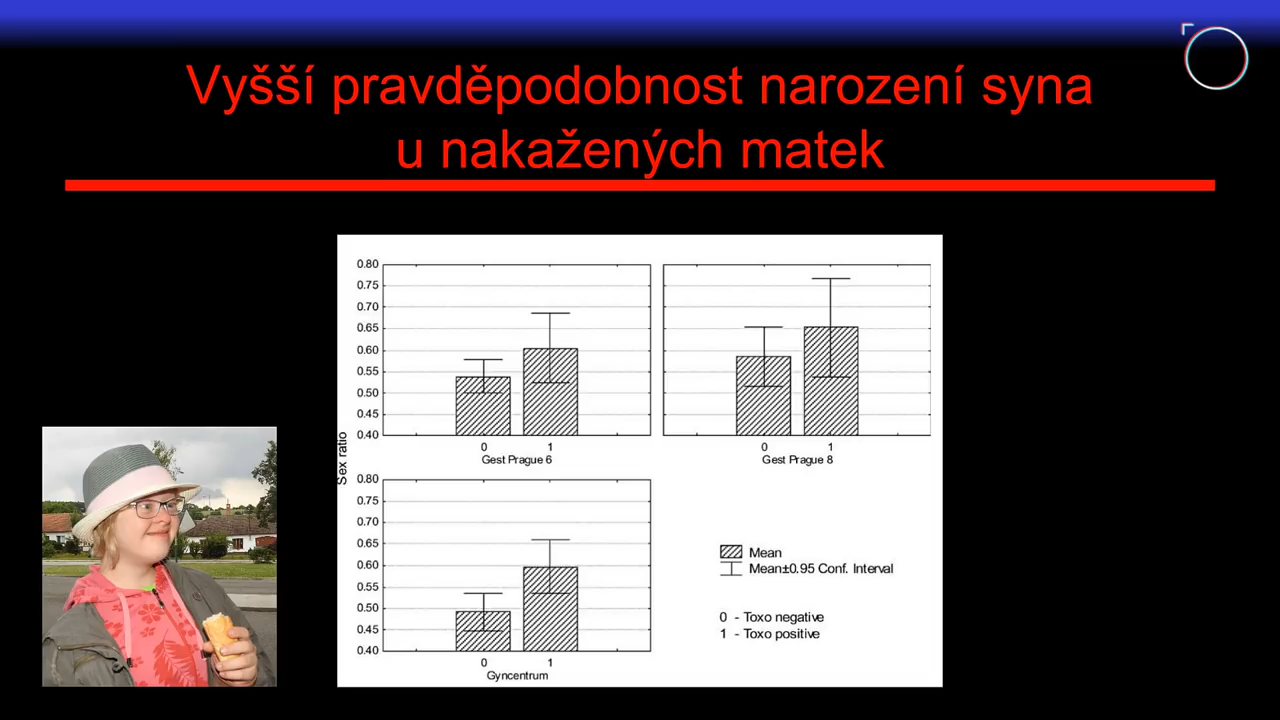 Vyšší pravděpodobnost narození syna
u nakažených matek
Sex ratio
0.80
0.75
0.70
0.65
0.60
0.55
0.50
0.45
0.40
0 1
Gest Prague 6
0 1
Gest Prague 8
0.80
0.75
0.70
0.65
0.60
0.55
0.50
0.45
0.40
0 1
Gyncentrum
Mean
Mean±0.95 Conf. Interval
0 - Toxo negative
1 - Toxo positive